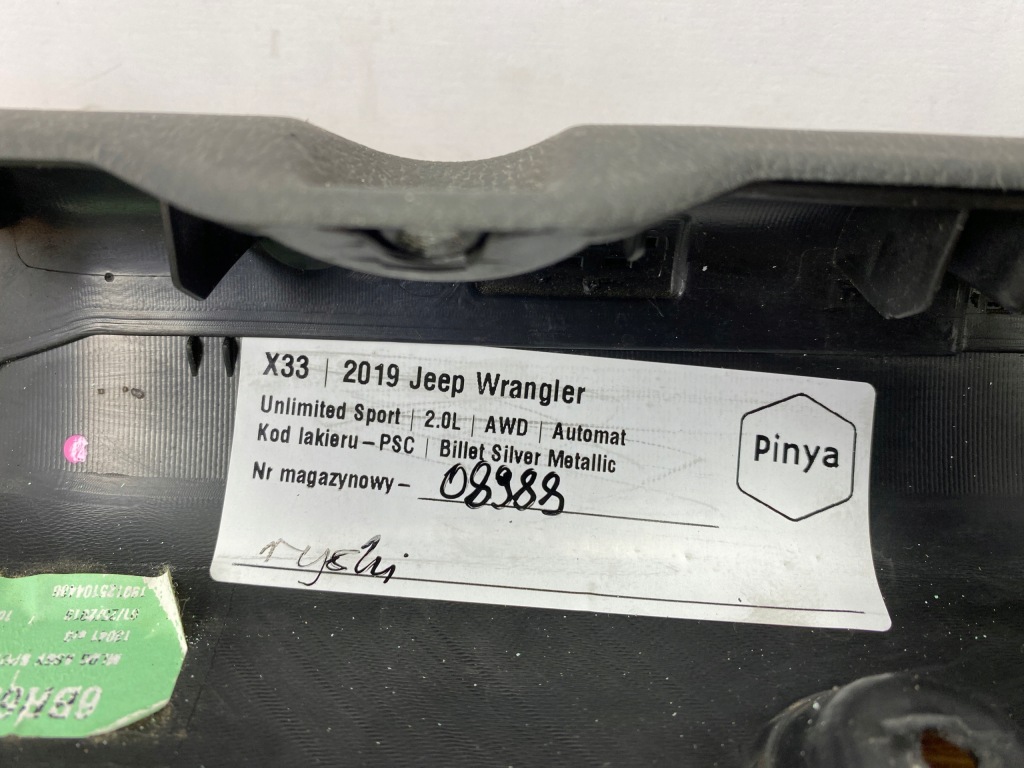 X33 | 2019 Jeep Wrangler
Unlimited Sport | 2.0L | AWD | Automat
Kod lakieru – PSC | Billet Silver Metallic
Nr magazynowy – 08988
ryski
Pinya